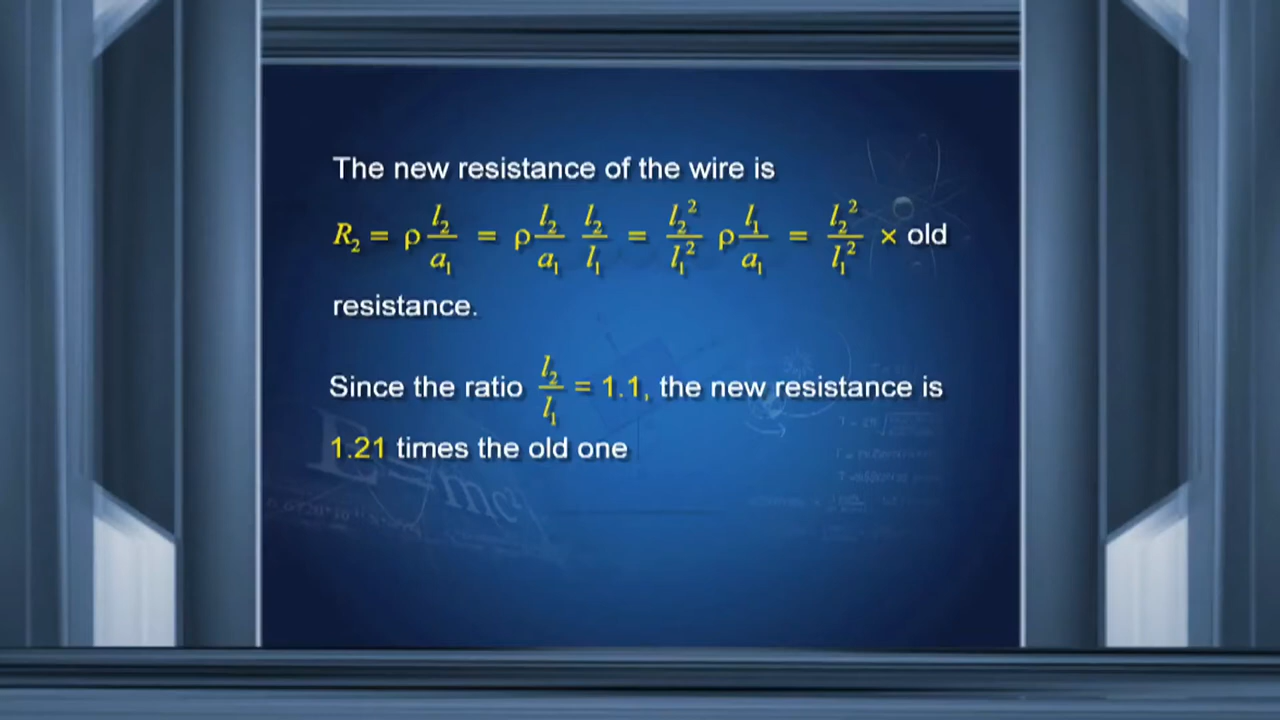 The new resistance of the wire is
R₂ = ρ l₂/a₁ = ρ l₂/a₁ l₂/l₁ = l₂²/l₁² ρ l₁/a₁ = l₂²/l₁² × old
resistance.
Since the ratio l₂/l₁ = 1.1, the new resistance is
1.21 times the old one
E=mc²